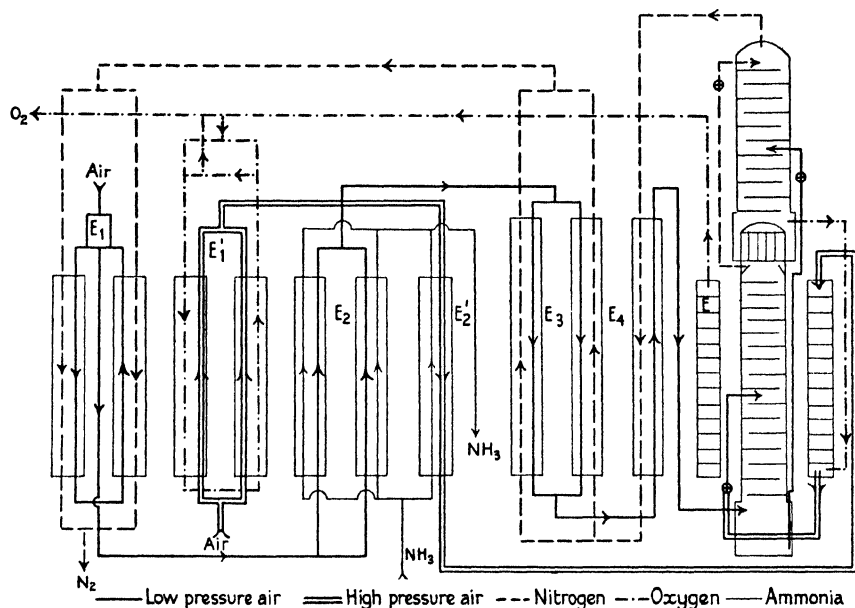 O₂
Air
E₁
E₁'
E₂
E₂'
E₃
E₄
E
NH₃
N₂
Air
NH₃
Low pressure air
High pressure air
Nitrogen
Oxygen
Ammonia